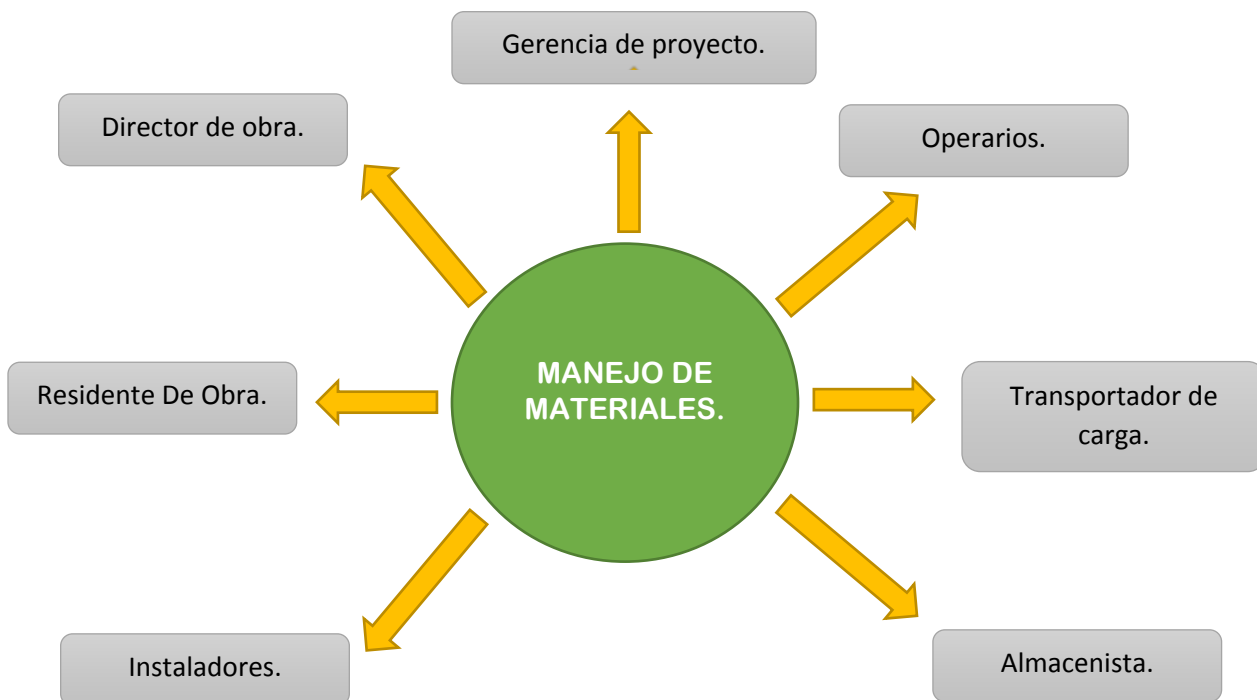 Gerencia de proyecto.
Director de obra.
Operarios.
MANEJO DE
MATERIALES.
Residente De Obra.
Transportador de
carga.
Instaladores.
Almacenista.